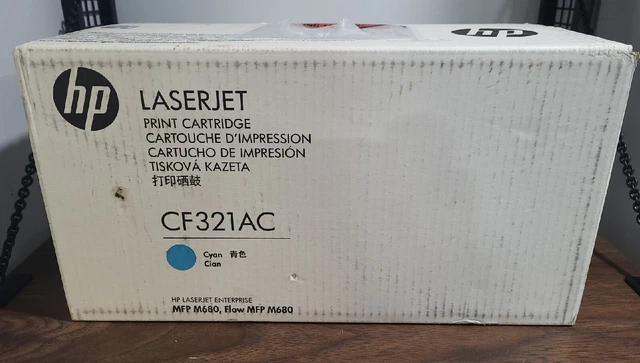 hp
LASERJET
PRINT CARTRIDGE
CARTOUCHE D'IMPRESSION
CARTUCHO DE IMPRESIÓN
TISKOVÁ KAZETA
打印硒鼓
CF321AC
Cyan 青色
Cian
HP LASERJET ENTERPRISE
MFP M680, Flow MFP M680